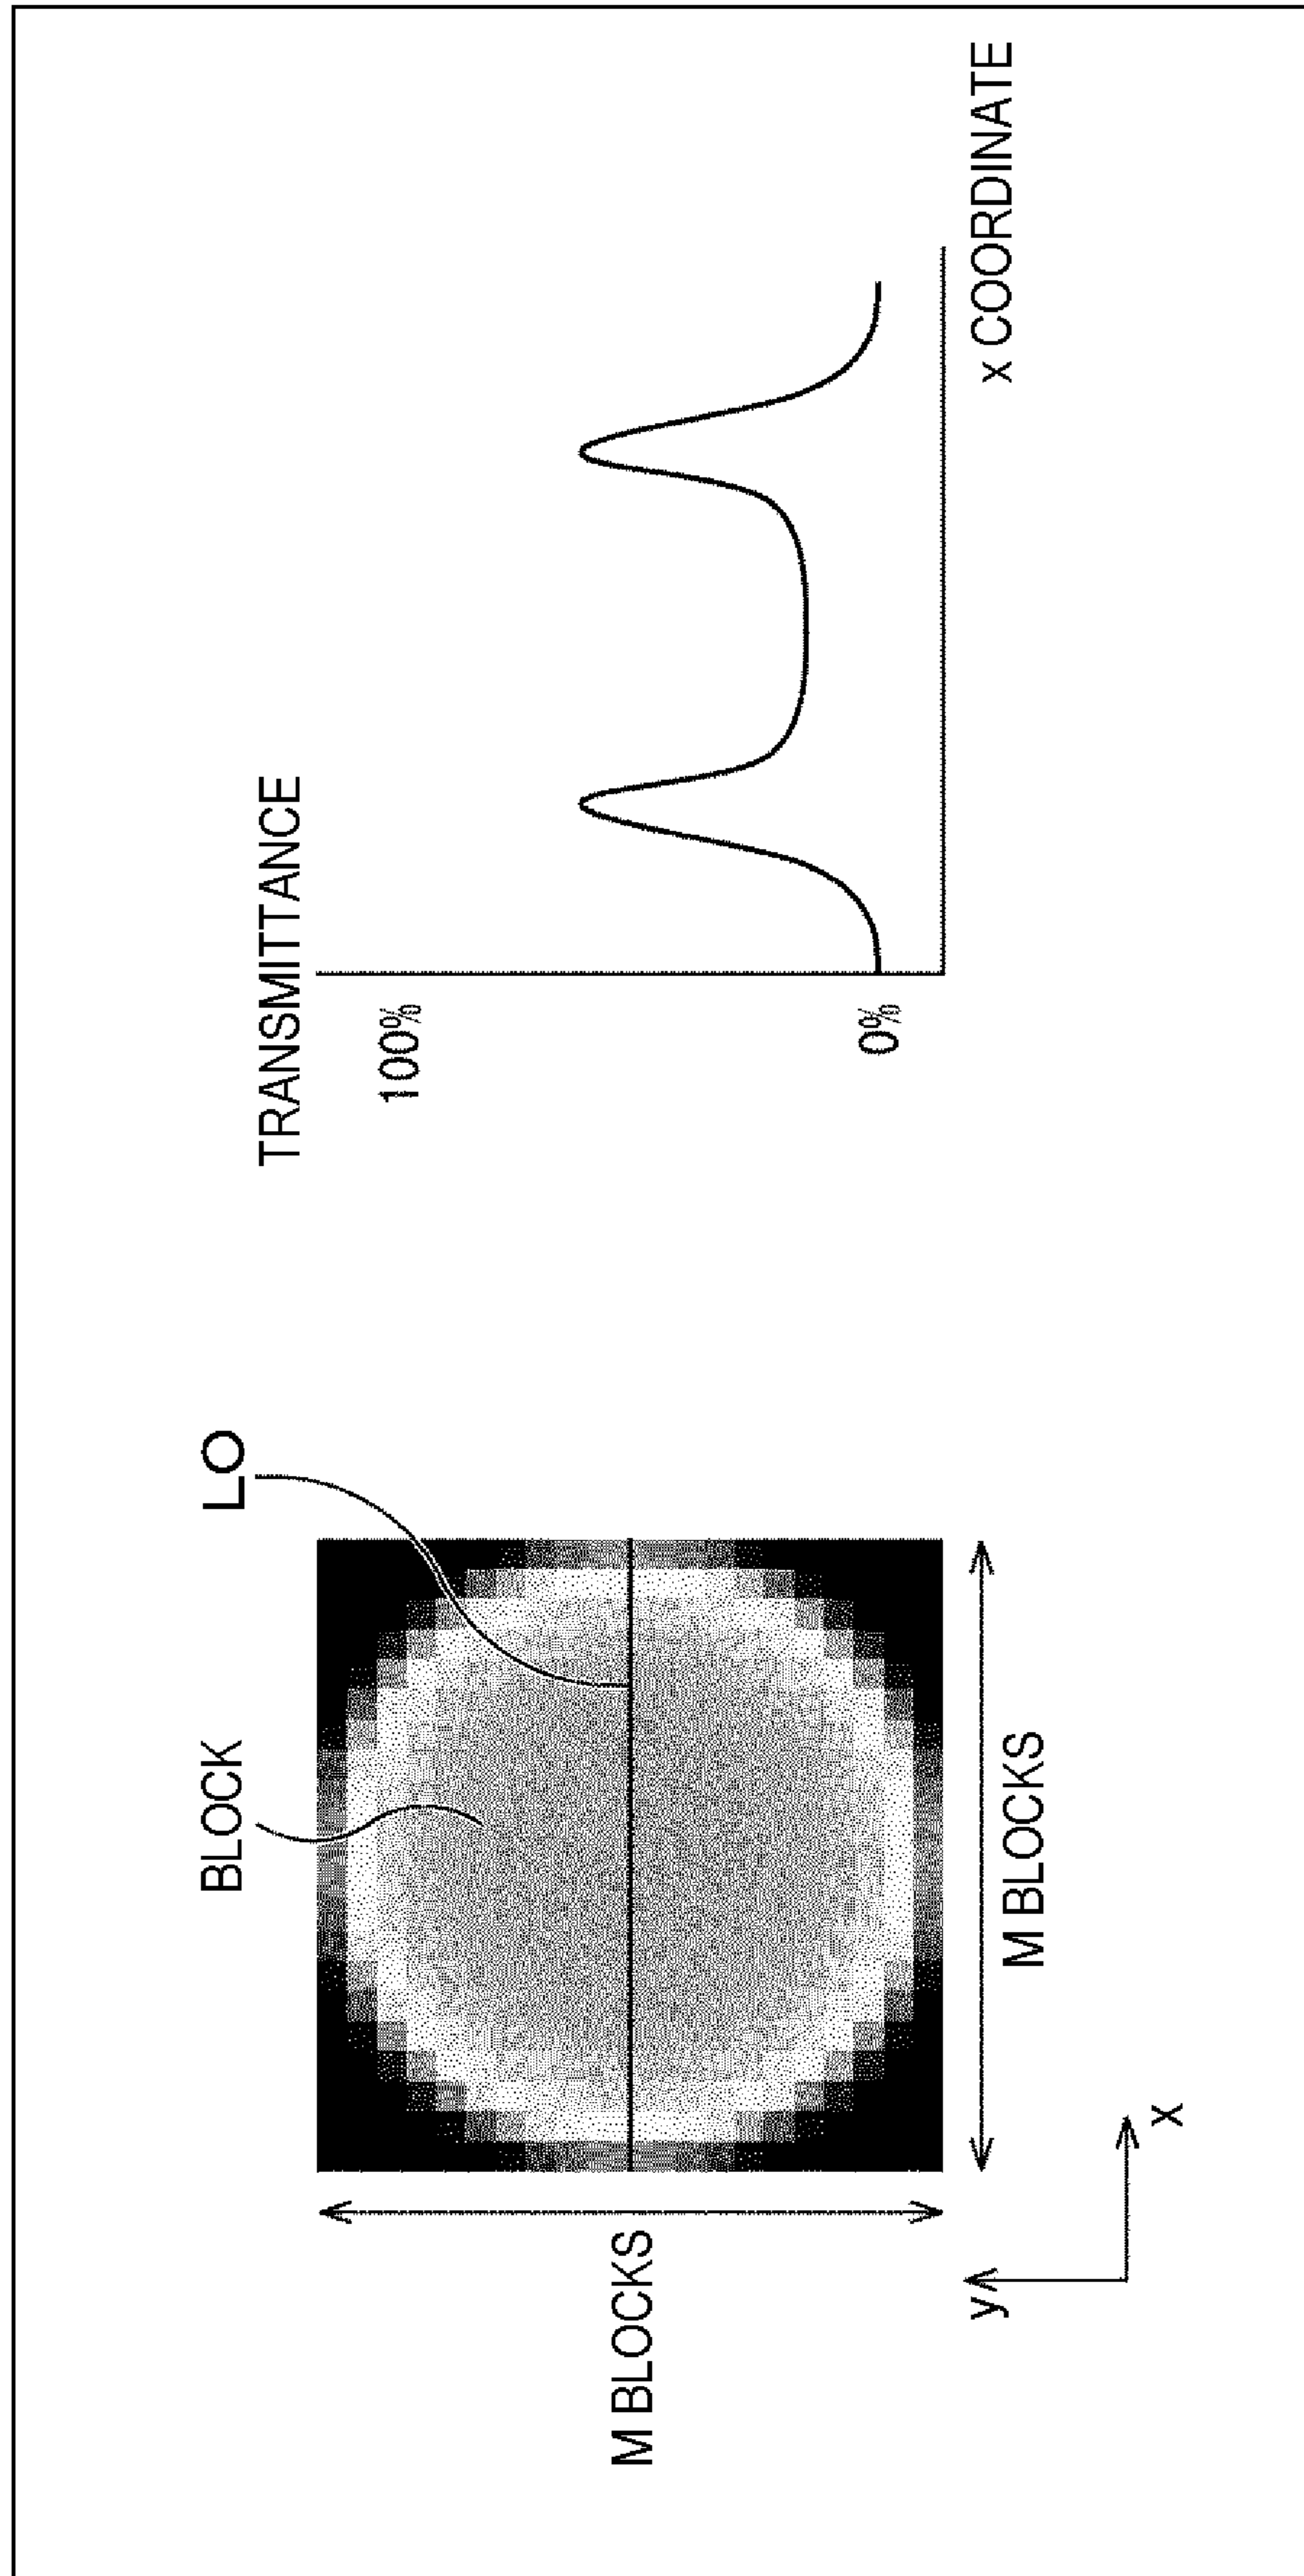 BLOCK
LO
M BLOCKS
M BLOCKS
y
x
TRANSMITTANCE
100%
0%
x COORDINATE